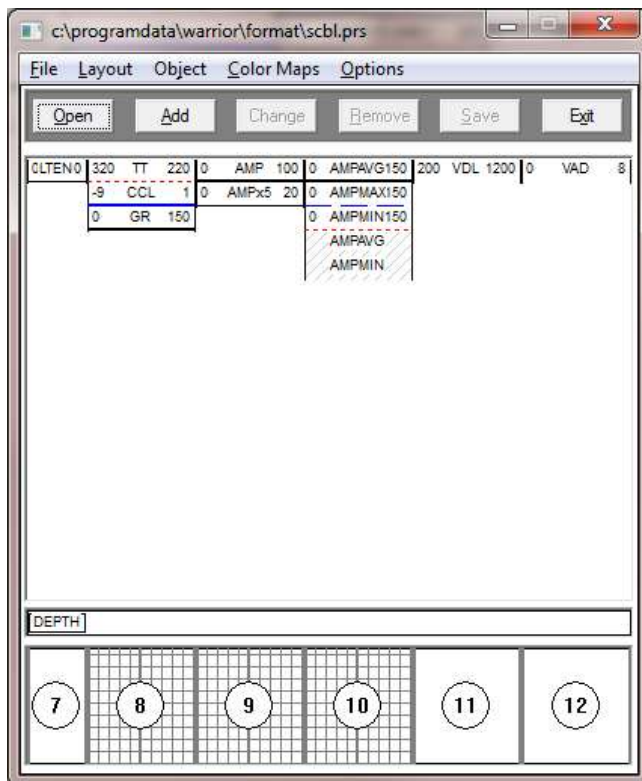 c:\programdata\warrior\format\scbl.prs
File Layout Object Color Maps Options
Open Add Change Remove Save Exit
0LTEN0 320 TT 220 0 AMP 100 0 AMPAVG150 200 VDL 1200 0 VAD 8
-9 CCL 1 0 AMPx5 20 0 AMPMAX150
0 GR 150 0 AMPMIN150
AMPAVG
AMPMIN
DEPTH
7 8 9 10 11 12